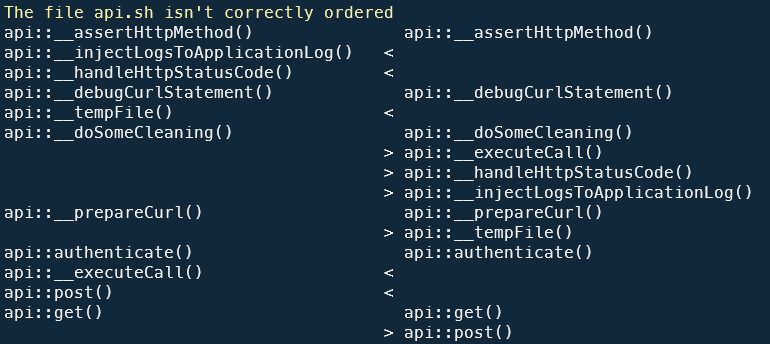 The file api.sh isn't correctly ordered
api::__assertHttpMethod() api::__assertHttpMethod()
api::__injectLogsToApplicationLog() <
api::__handleHttpStatusCode() <
api::__debugCurlStatement() api::__debugCurlStatement()
api::__tempFile() <
api::__doSomeCleaning() api::__doSomeCleaning()
> api::__executeCall()
> api::__handleHttpStatusCode()
> api::__injectLogsToApplicationLog()
api::__prepareCurl() api::__prepareCurl()
> api::__tempFile()
api::authenticate() api::authenticate()
api::__executeCall() <
api::post() <
api::get() api::get()
> api::post()